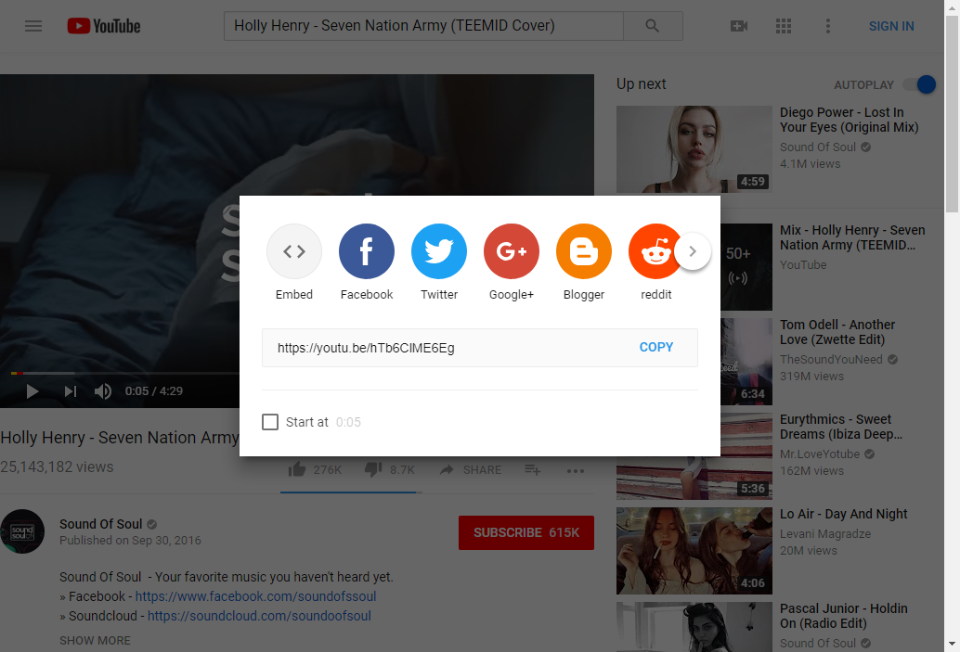 YouTube
Holly Henry - Seven Nation Army (TEEMID Cover)
SIGN IN
Up next
AUTOPLAY
4:59
Diego Power - Lost In
Your Eyes (Original Mix)
Sound Of Soul
4.1M views
50+
Mix - Holly Henry - Seven
Nation Army (TEEMID...
YouTube
6:34
Tom Odell - Another
Love (Zwette Edit)
TheSoundYouNeed
319M views
5:36
Eurythmics - Sweet
Dreams (Ibiza Deep...
Mr.LoveYotube
162M views
4:06
Lo Air - Day And Night
Levani Magradze
20M views
Pascal Junior - Holdin
On (Radio Edit)
Sound Of Soul
Embed
Facebook
Twitter
Google+
Blogger
reddit
https://youtu.be/hTb6CIME6Eg
COPY
Start at 0:05
0:05 / 4:29
Holly Henry - Seven Nation Army
25,143,182 views
276K
8.7K
SHARE
Sound Of Soul
Published on Sep 30, 2016
SUBSCRIBE 615K
Sound Of Soul - Your favorite music you haven't heard yet.
» Facebook - https://www.facebook.com/soundofssoul
» Soundcloud - https://soundcloud.com/soundoofsoul
SHOW MORE